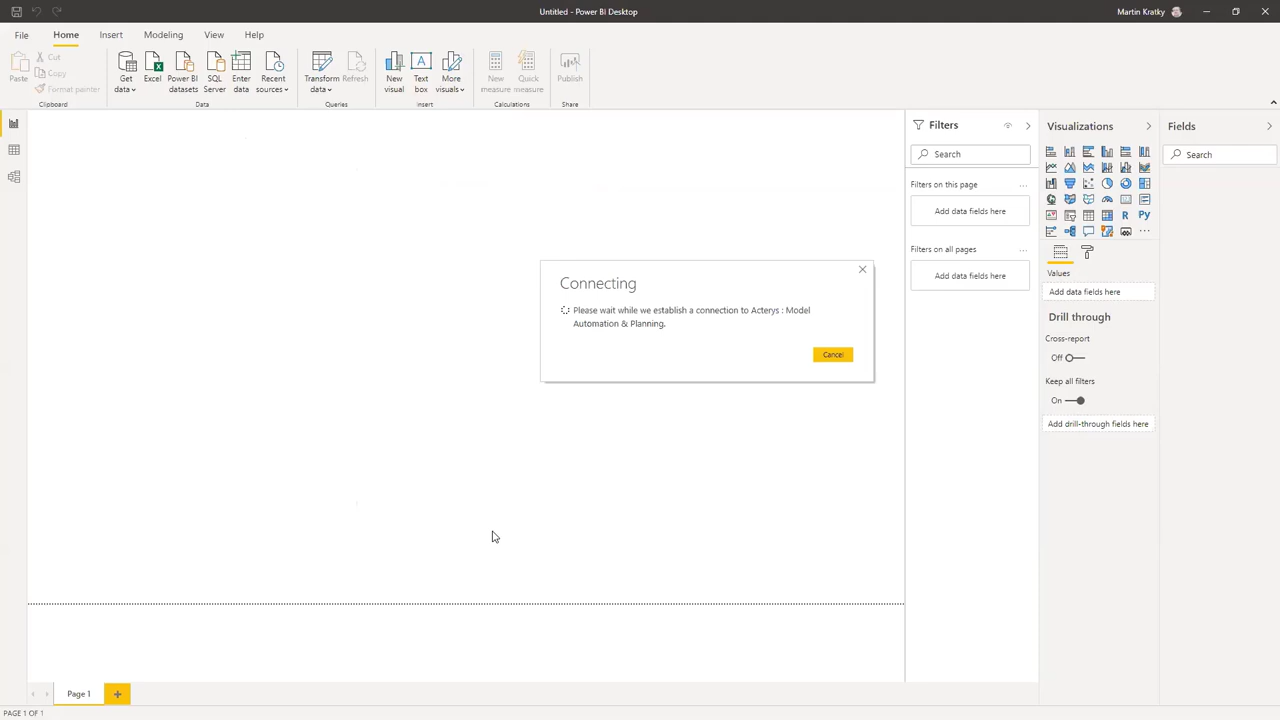 Untitled - Power BI Desktop
Martin Kratky
File Home Insert Modeling View Help
Paste
Cut
Copy
Format painter
Clipboard
Get data
Excel
Power BI datasets
SQL Server
Enter data
Recent sources
Data
Transform data
Refresh
Queries
New visual
Text box
More visuals
Insert
New measure
Quick measure
Calculations
Publish
Share
Filters
Search
Filters on this page
...
Add data fields here
Filters on all pages
...
Add data fields here
Visualizations
R
Py
...
Values
Add data fields here
Drill through
Cross-report
Off
Keep all filters
On
Add drill-through fields here
Fields
Search
Connecting
Please wait while we establish a connection to Acterys : Model
Automation & Planning.
Cancel
Page 1
+
PAGE 1 OF 1